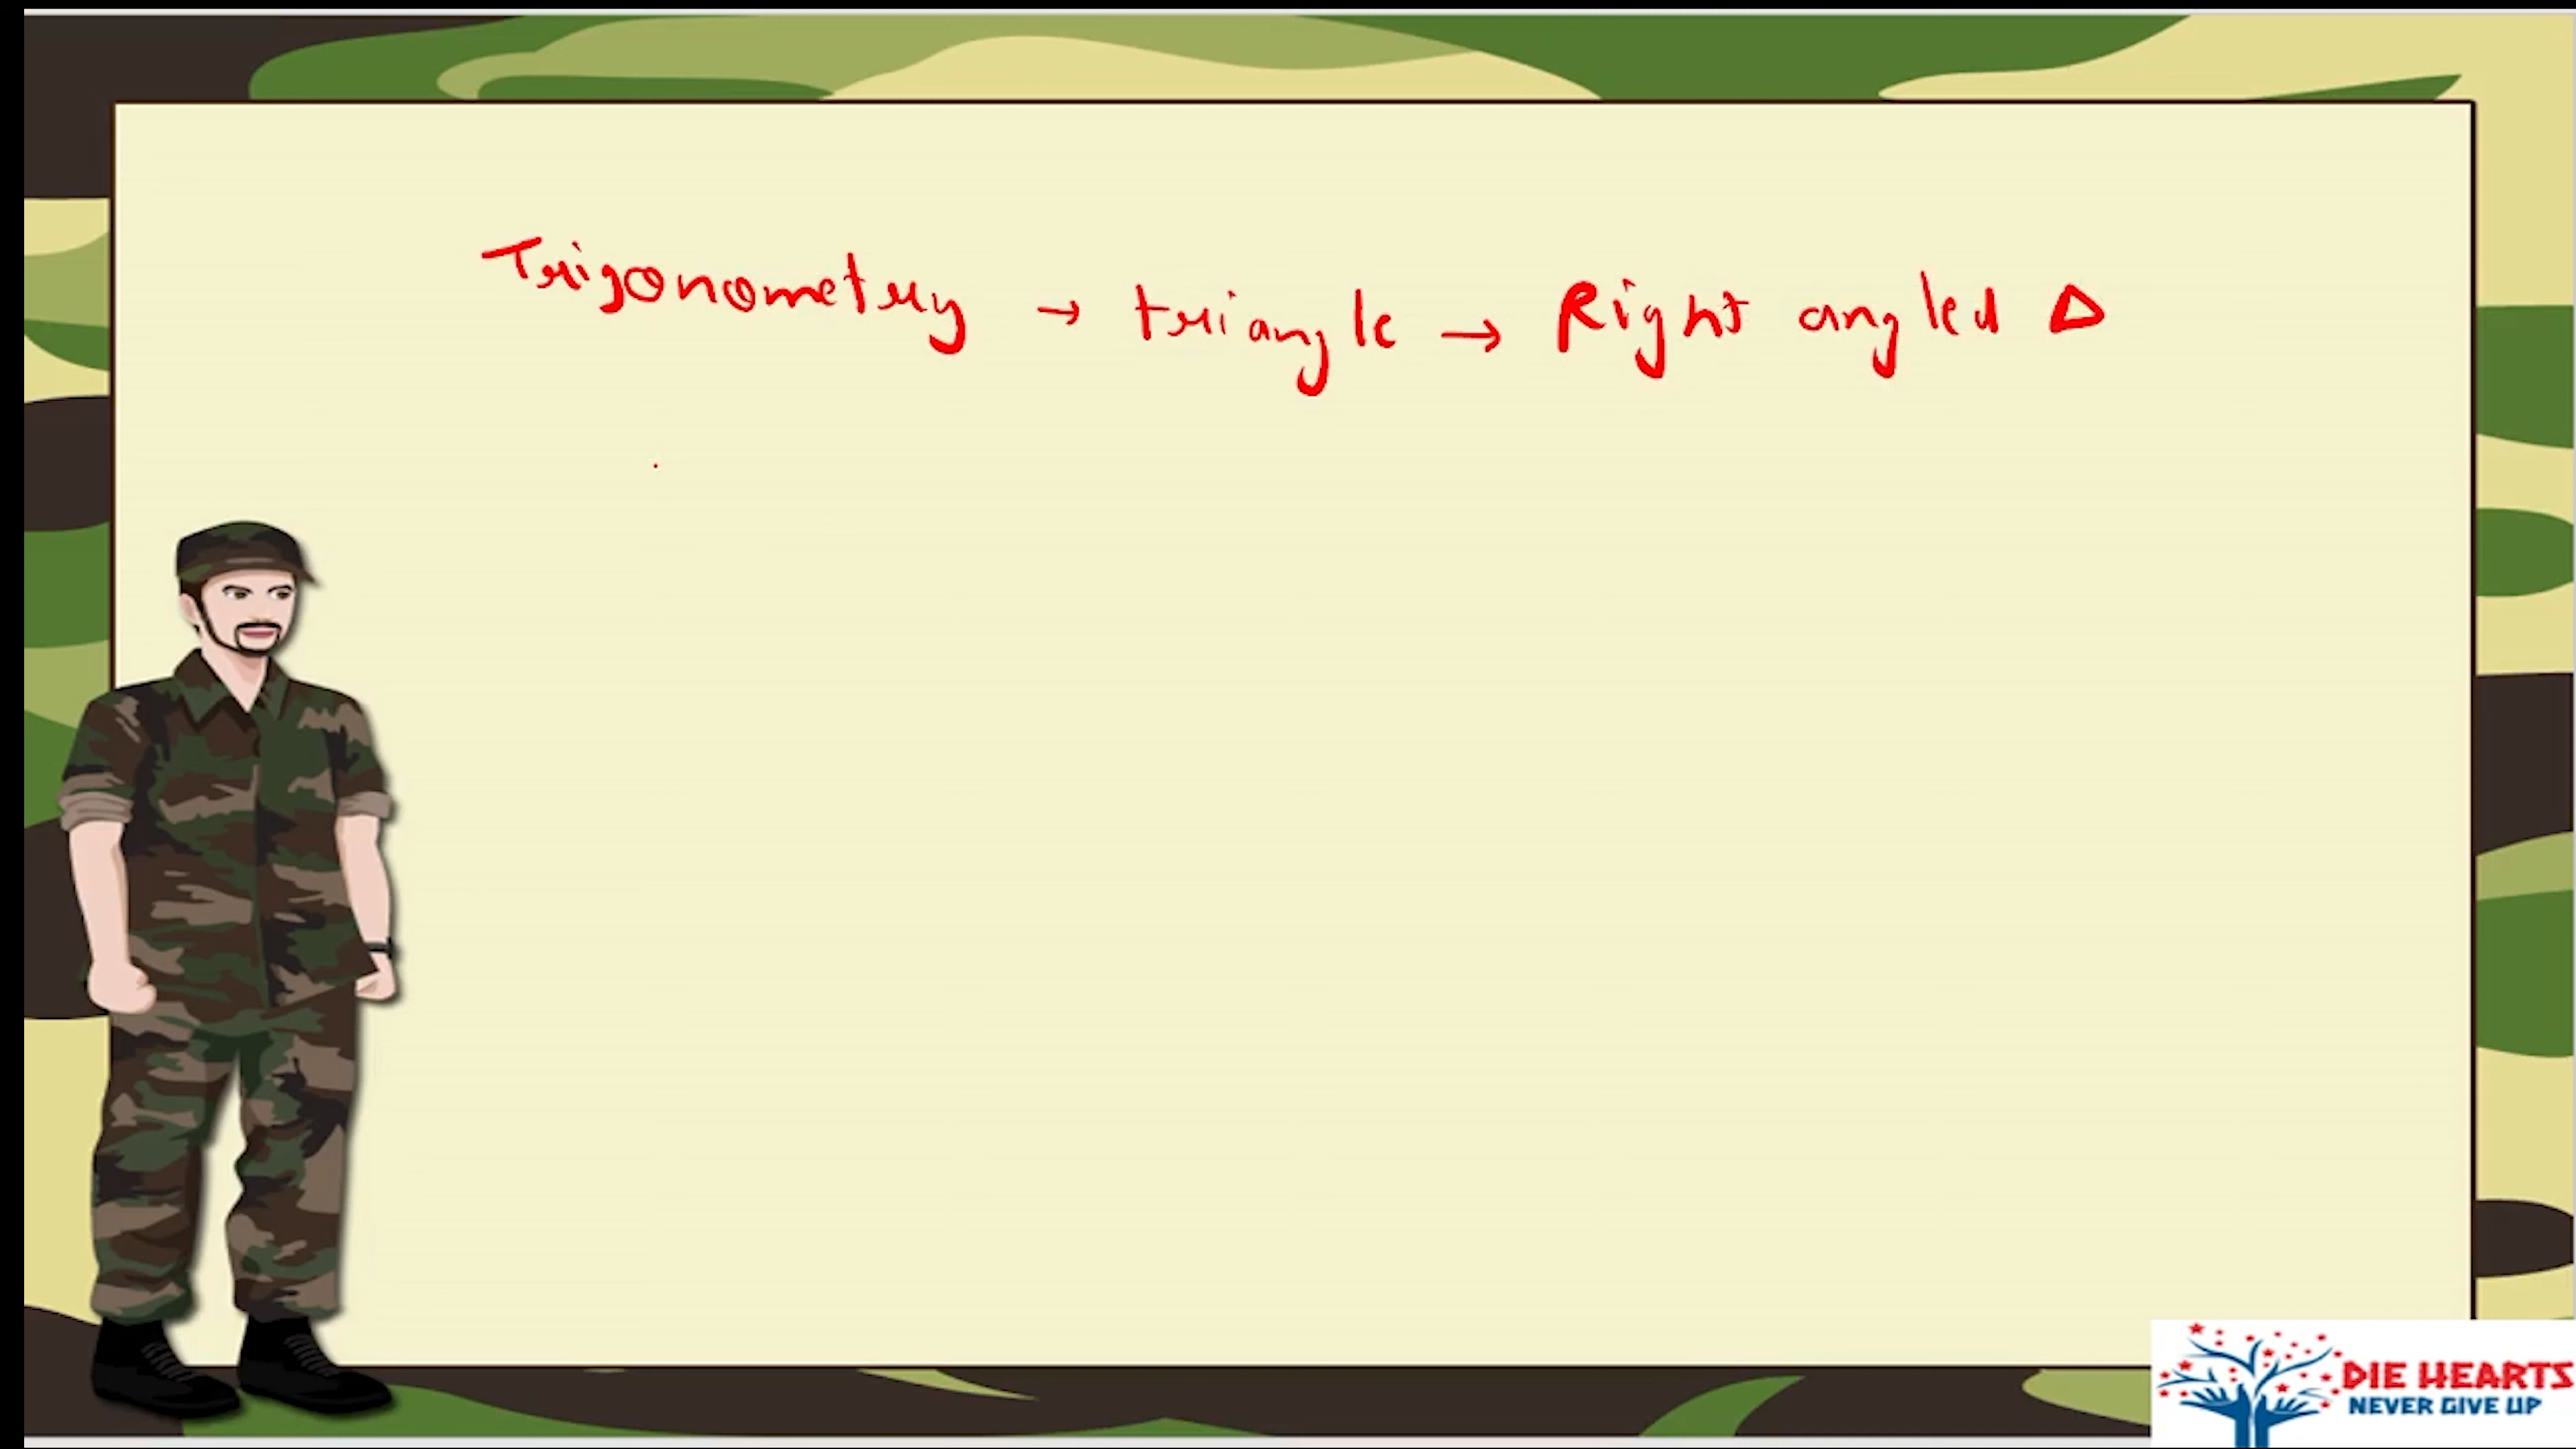 Trigonometry → triangle → Right angled Δ
DIE HEARTS
NEVER GIVE UP